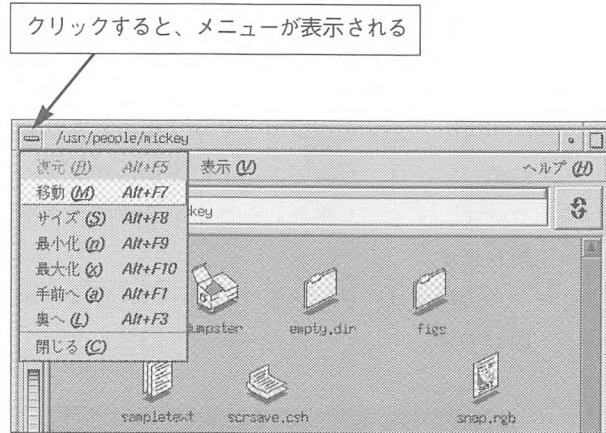 クリックすると、メニューが表示される
/usr/people/mickey
復元 (R) Alt+F5
表示 (V)
ヘルプ (H)
移動 (M) Alt+F7
key
サイズ (S) Alt+F8
最小化 (n) Alt+F9
最大化 (x) Alt+F10
手前へ (a) Alt+F1
奥へ (L) Alt+F3
閉じる (C)
dumpster
empty.dir
figs
sampletext
scrsave.csh
snap.rgb